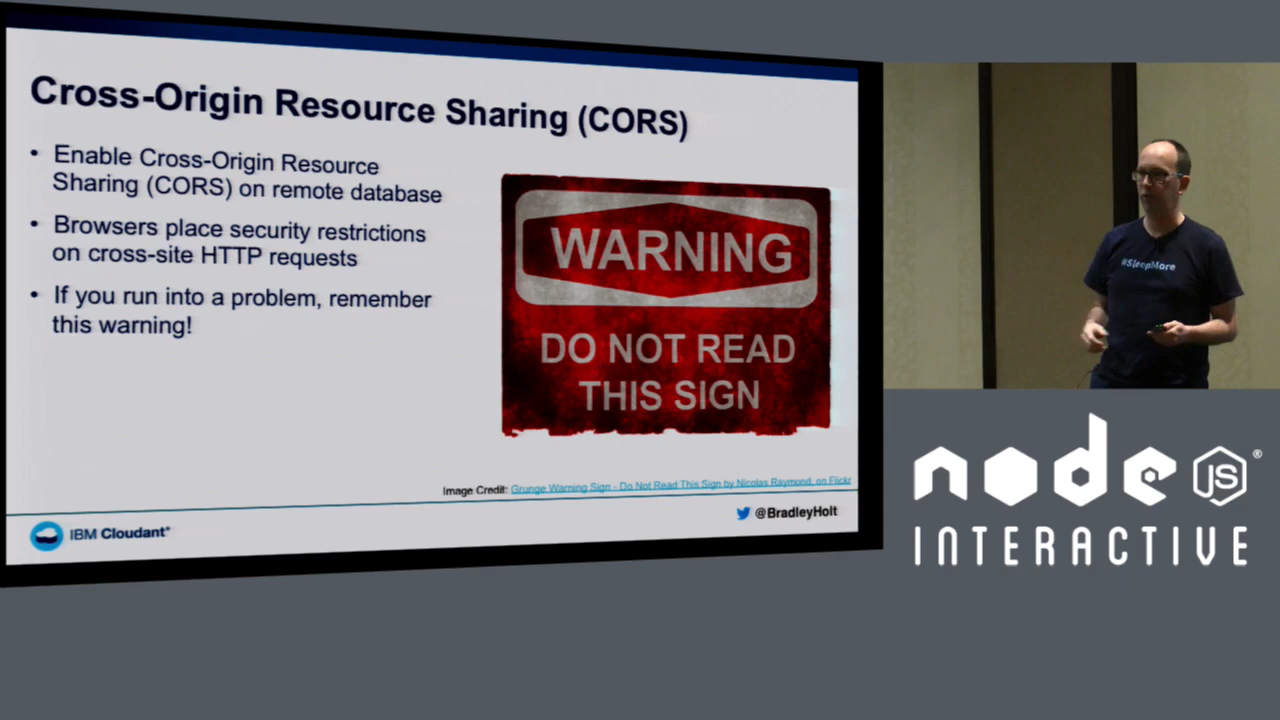 Cross-Origin Resource Sharing (CORS)
• Enable Cross-Origin Resource
Sharing (CORS) on remote database
• Browsers place security restrictions
on cross-site HTTP requests
• If you run into a problem, remember
this warning!
WARNING
DO NOT READ
THIS SIGN
Image Credit: Grunge Warning Sign - Do Not Read This Sign by Nicolas Raymond, on Flickr
IBM Cloudant®
@BradleyHolt
#SleepMore
node JS®
INTERACTIVE